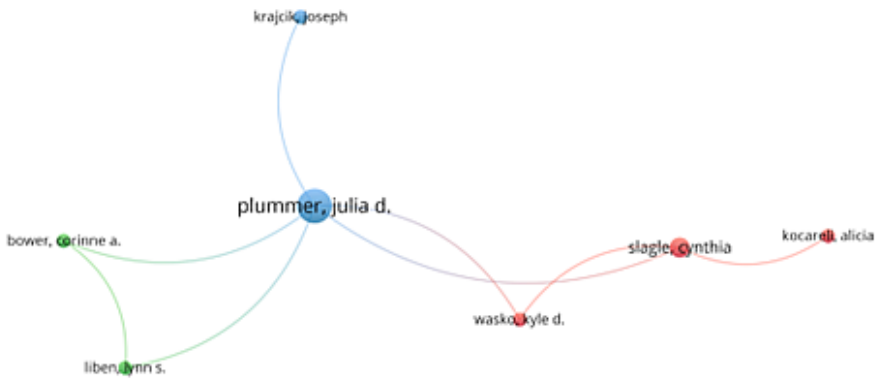 krajcik, joseph
plummer, julia d.
bower, corinne a.
slagle, cynthia
kocareli, alicia
wasko, kyle d.
liben, lynn s.